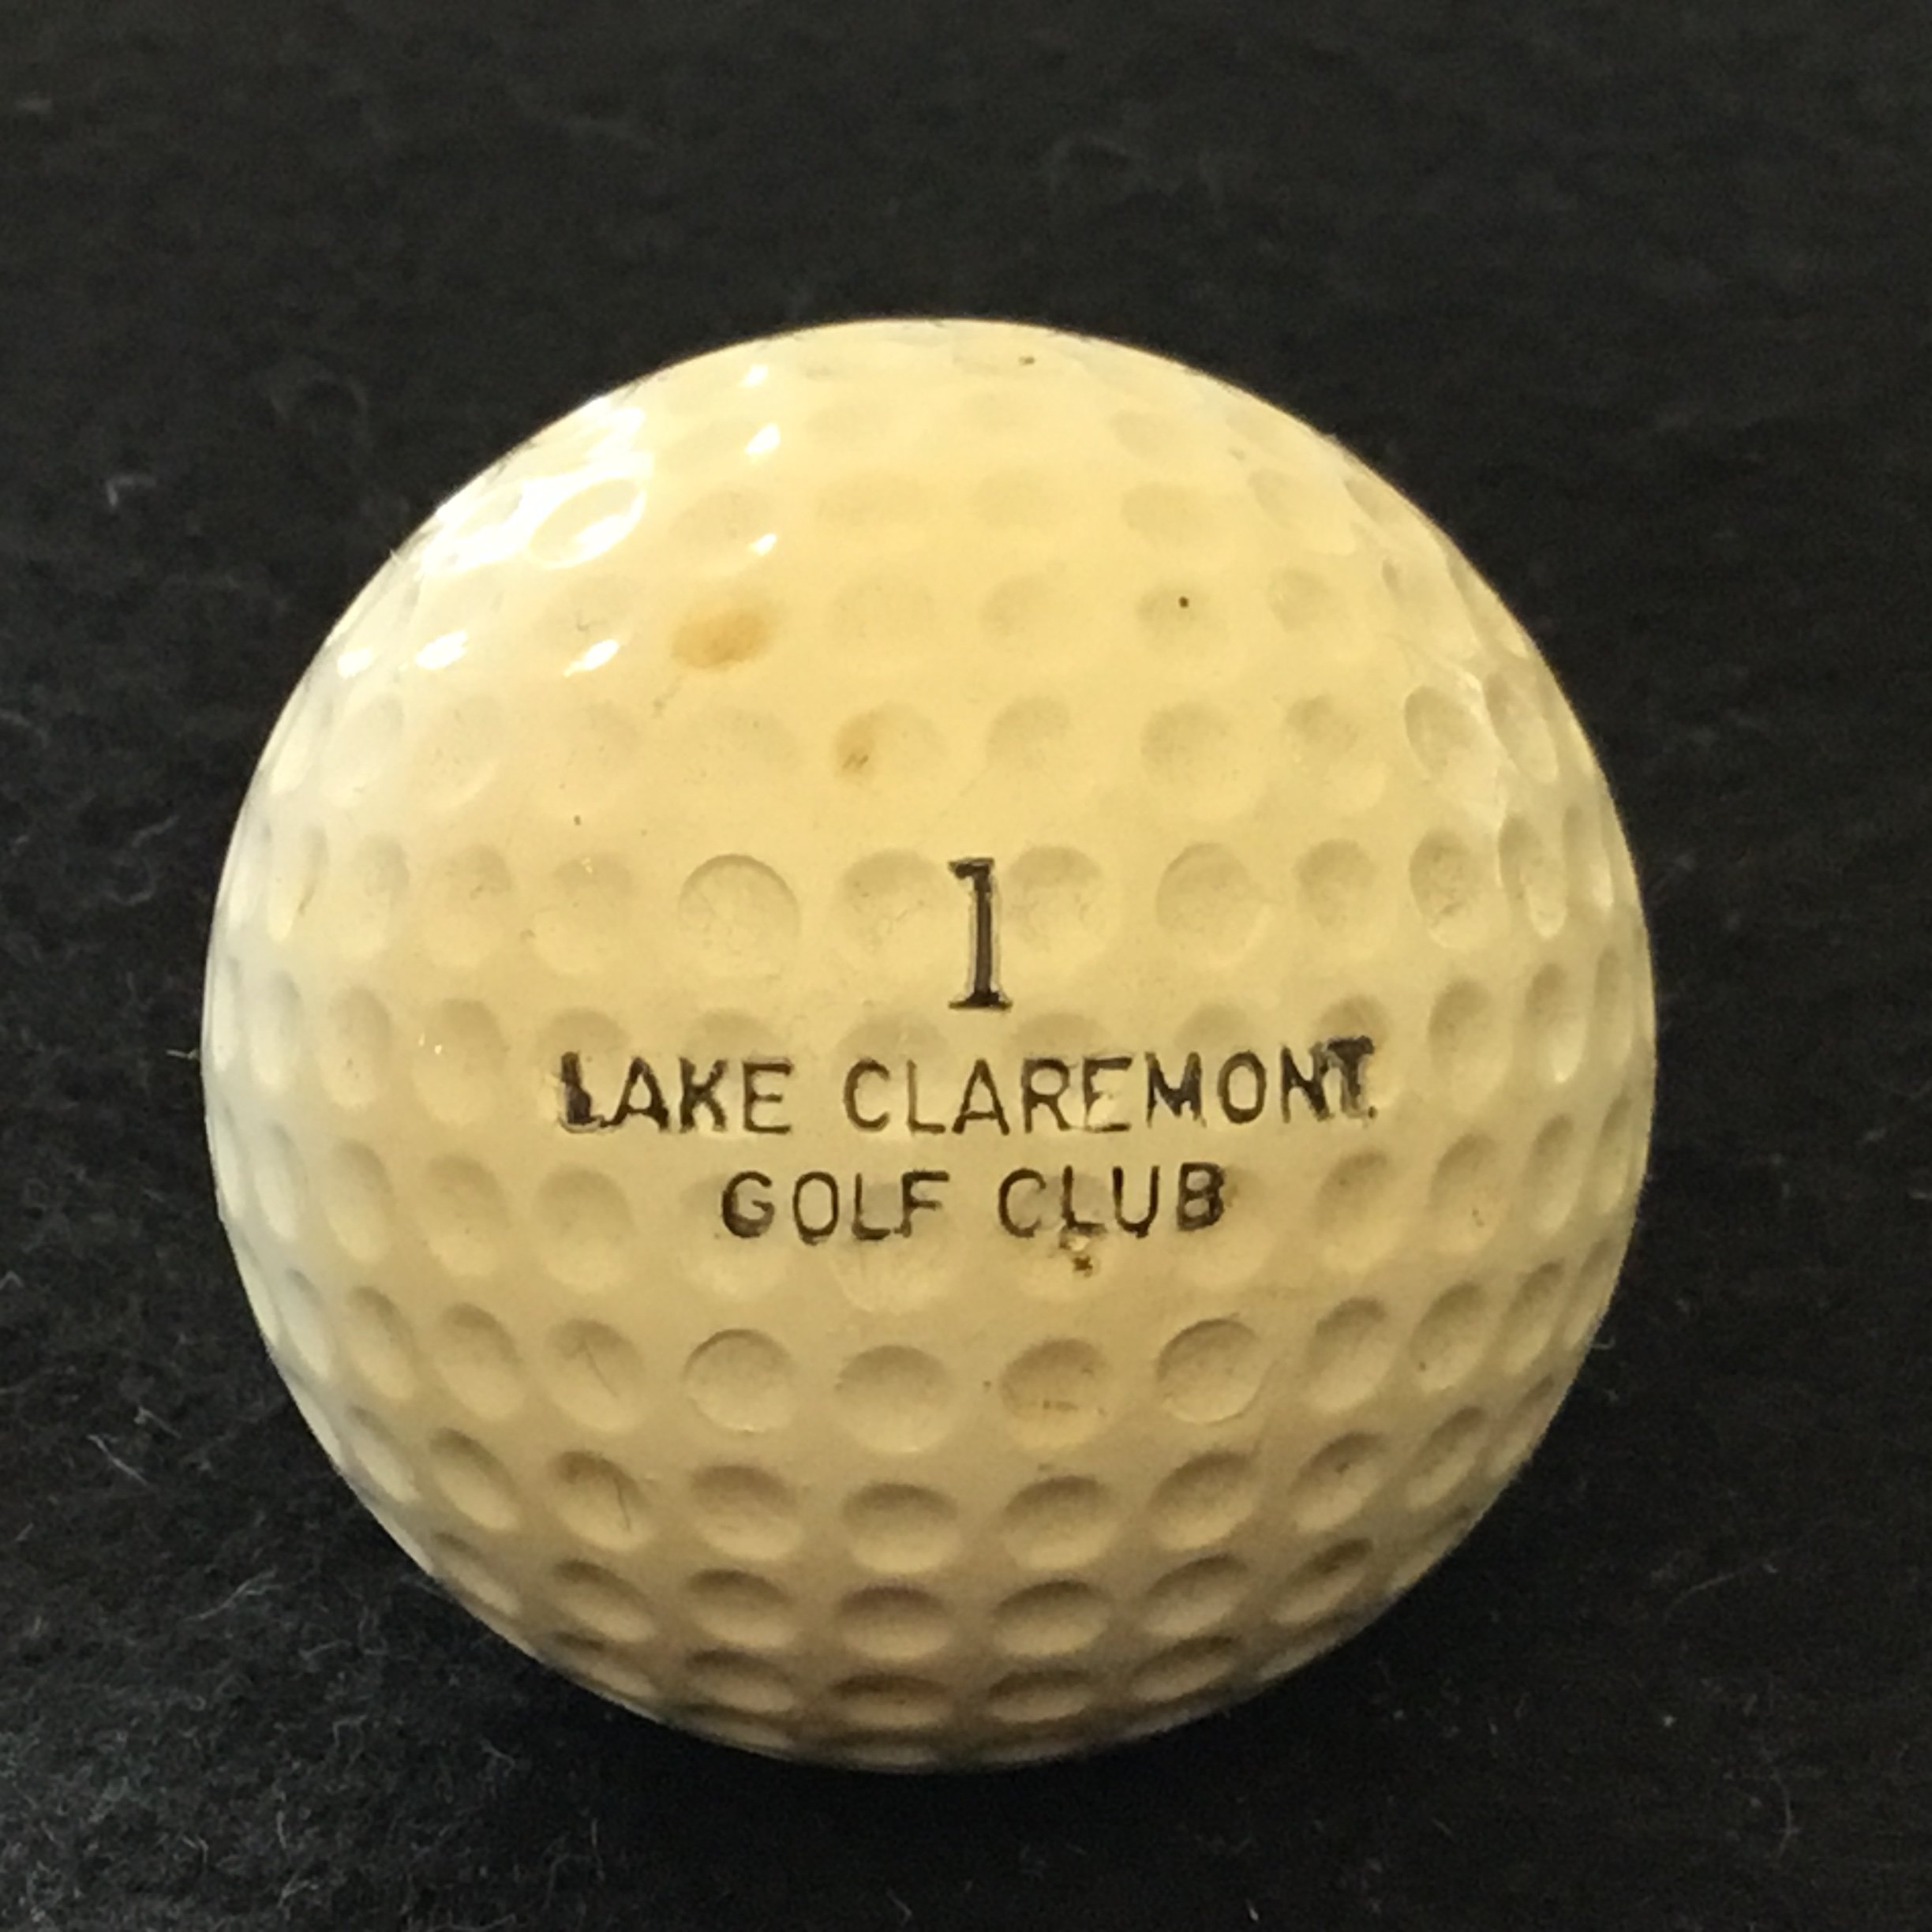 1
LAKE CLAREMONT
GOLF CLUB